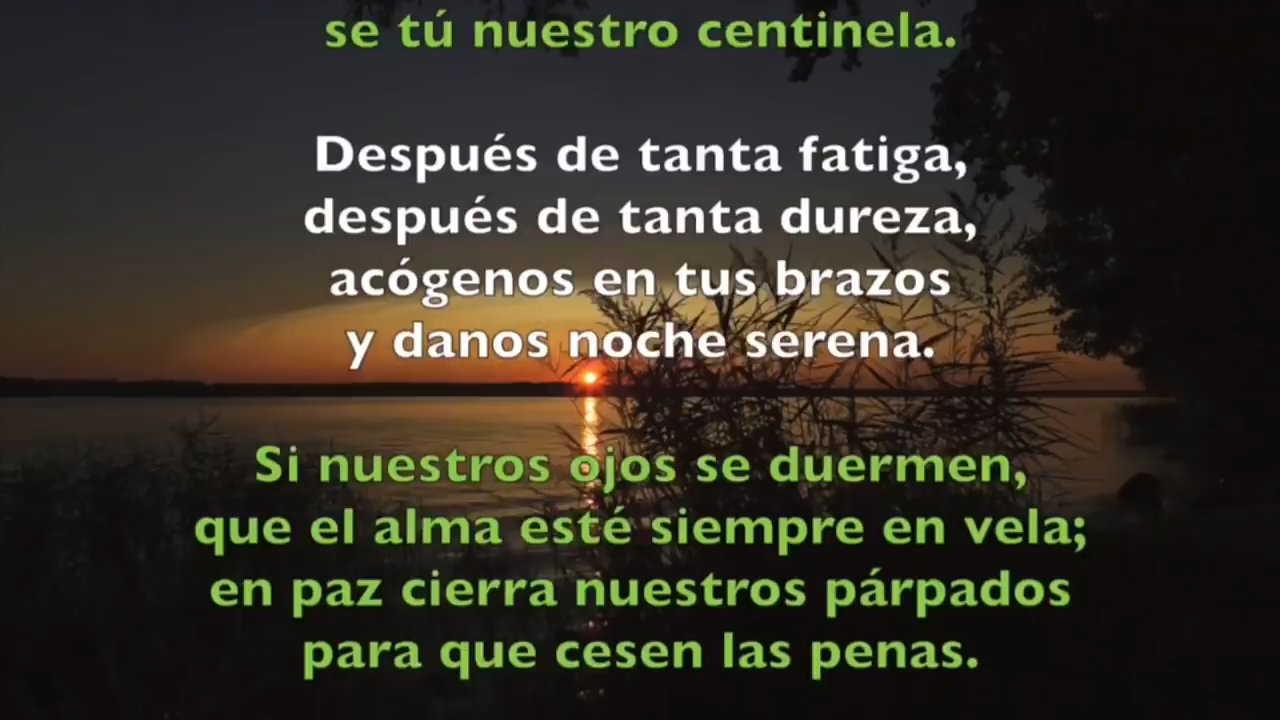 se tú nuestro centinela.
Después de tanta fatiga,
después de tanta dureza,
acógenos en tus brazos
y danos noche serena.
Si nuestros ojos se duermen,
que el alma esté siempre en vela;
en paz cierra nuestros párpados
para que cesen las penas.